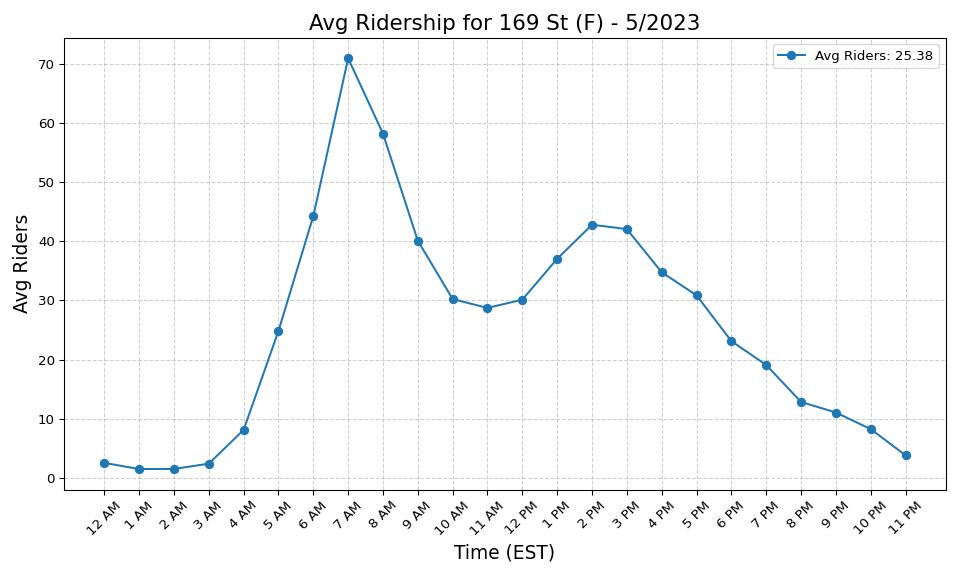 Avg Ridership for 169 St (F) - 5/2023
Avg Riders: 25.38
Avg Riders
70
60
50
40
30
20
10
0
12 AM 1 AM 2 AM 3 AM 4 AM 5 AM 6 AM 7 AM 8 AM 9 AM 10 AM 11 AM 12 PM 1 PM 2 PM 3 PM 4 PM 5 PM 6 PM 7 PM 8 PM 9 PM 10 PM 11 PM
Time (EST)